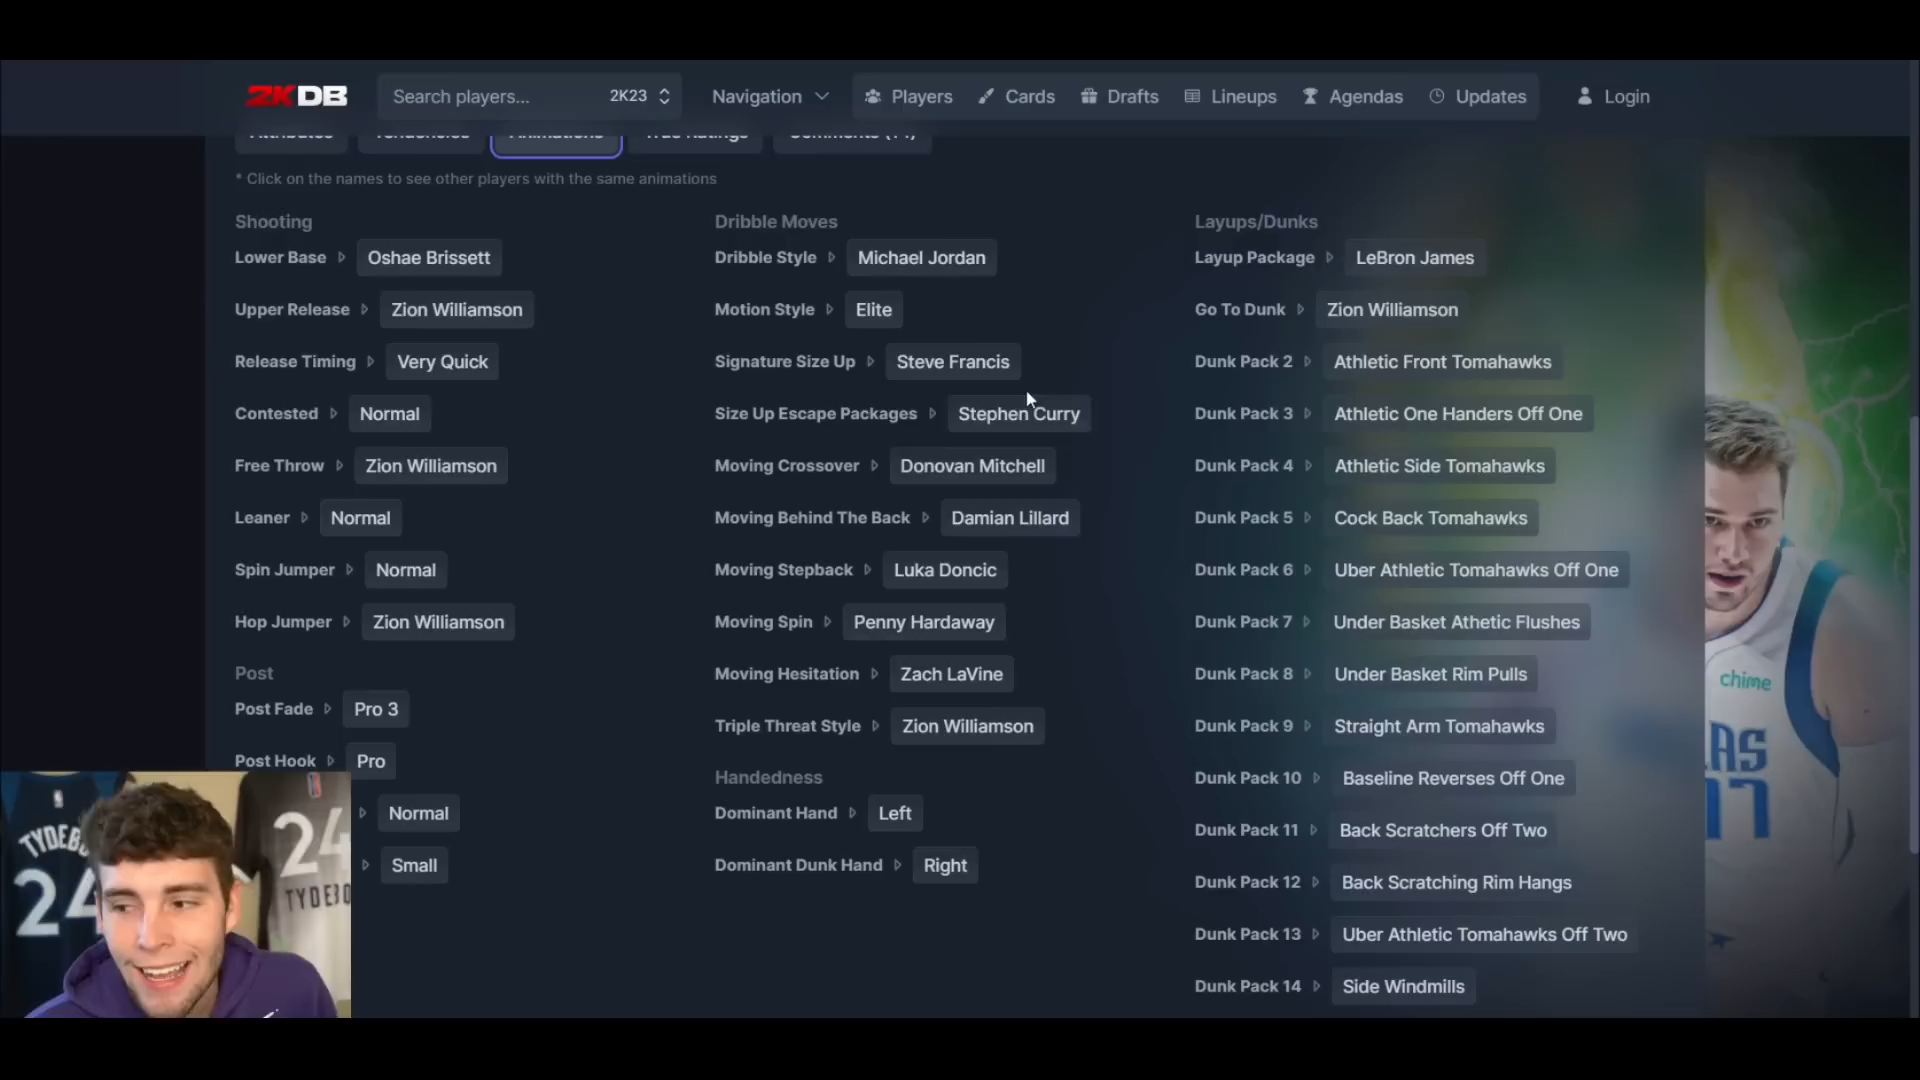 2KDB
Search players... 2K23
Navigation
Players Cards Drafts Lineups Agendas Updates
Login
Attributes Tendencies Animations True Ratings
* Click on the names to see other players with the same animations
Shooting
Lower Base Oshae Brissett
Upper Release Zion Williamson
Release Timing Very Quick
Contested Normal
Free Throw Zion Williamson
Leaner Normal
Spin Jumper Normal
Hop Jumper Zion Williamson
Post
Post Fade Pro 3
Post Hook Pro
Normal
Small
Dribble Moves
Dribble Style Michael Jordan
Motion Style Elite
Signature Size Up Steve Francis
Size Up Escape Packages Stephen Curry
Moving Crossover Donovan Mitchell
Moving Behind The Back Damian Lillard
Moving Stepback Luka Doncic
Moving Spin Penny Hardaway
Moving Hesitation Zach LaVine
Triple Threat Style Zion Williamson
Handedness
Dominant Hand Left
Dominant Dunk Hand Right
Layups/Dunks
Layup Package LeBron James
Go To Dunk Zion Williamson
Dunk Pack 2 Athletic Front Tomahawks
Dunk Pack 3 Athletic One Handers Off One
Dunk Pack 4 Athletic Side Tomahawks
Dunk Pack 5 Cock Back Tomahawks
Dunk Pack 6 Uber Athletic Tomahawks Off One
Dunk Pack 7 Under Basket Athetic Flushes
Dunk Pack 8 Under Basket Rim Pulls
Dunk Pack 9 Straight Arm Tomahawks
Dunk Pack 10 Baseline Reverses Off One
Dunk Pack 11 Back Scratchers Off Two
Dunk Pack 12 Back Scratching Rim Hangs
Dunk Pack 13 Uber Athletic Tomahawks Off Two
Dunk Pack 14 Side Windmills
chime
AS
77
TYDEB
24
24
TYDEBO